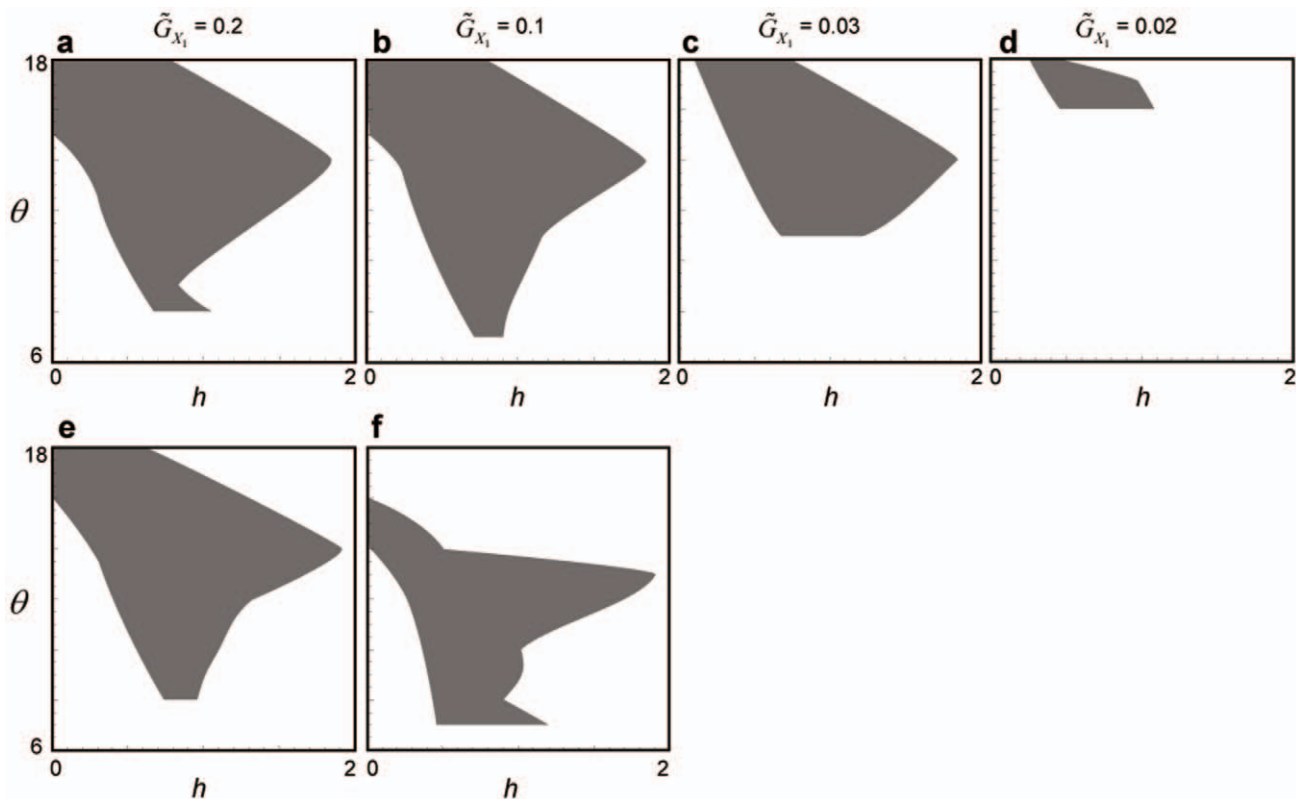 G̃X₁ = 0.2 G̃X₁ = 0.1 G̃X₁ = 0.03 G̃X₁ = 0.02
a b c d
18
θ
6
0 2 0 2 0 2 0 2
h h h h
e f
18
θ
6
0 2 0 2
h h